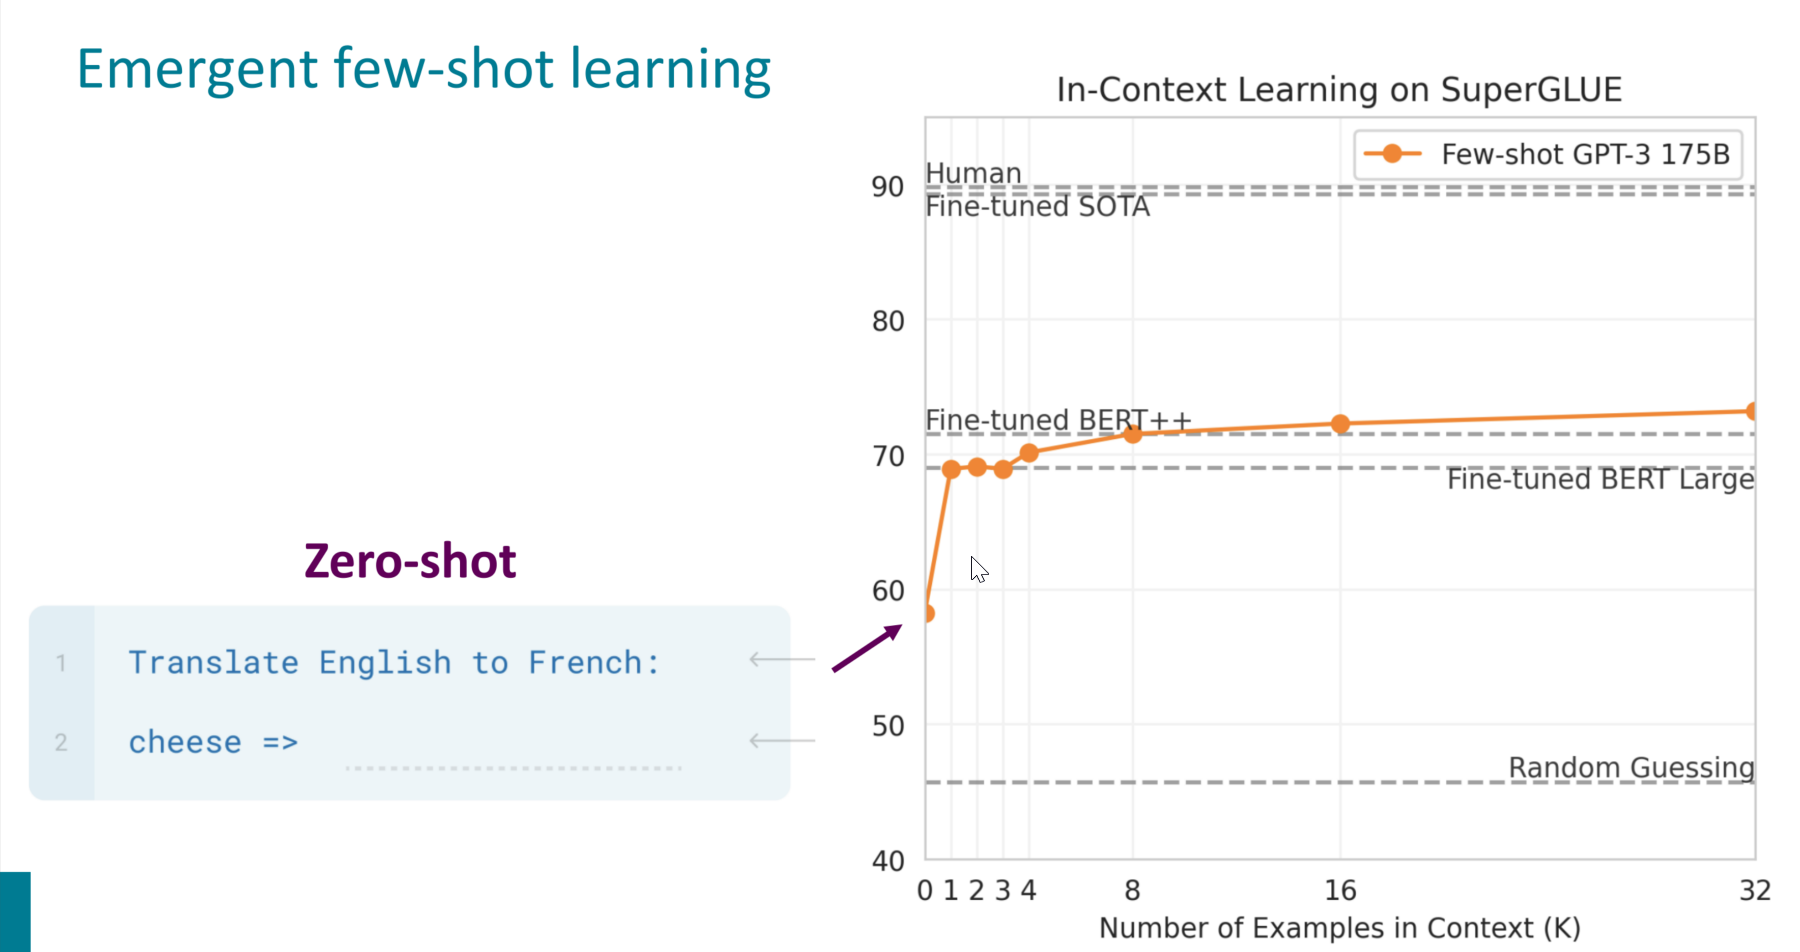 Emergent few-shot learning
Zero-shot
1 Translate English to French:
2 cheese =>
In-Context Learning on SuperGLUE
Few-shot GPT-3 175B
Human
90
Fine-tuned SOTA
80
Fine-tuned BERT++
70
Fine-tuned BERT Large
60
50
Random Guessing
40
0 1 2 3 4 8 16 32
Number of Examples in Context (K)